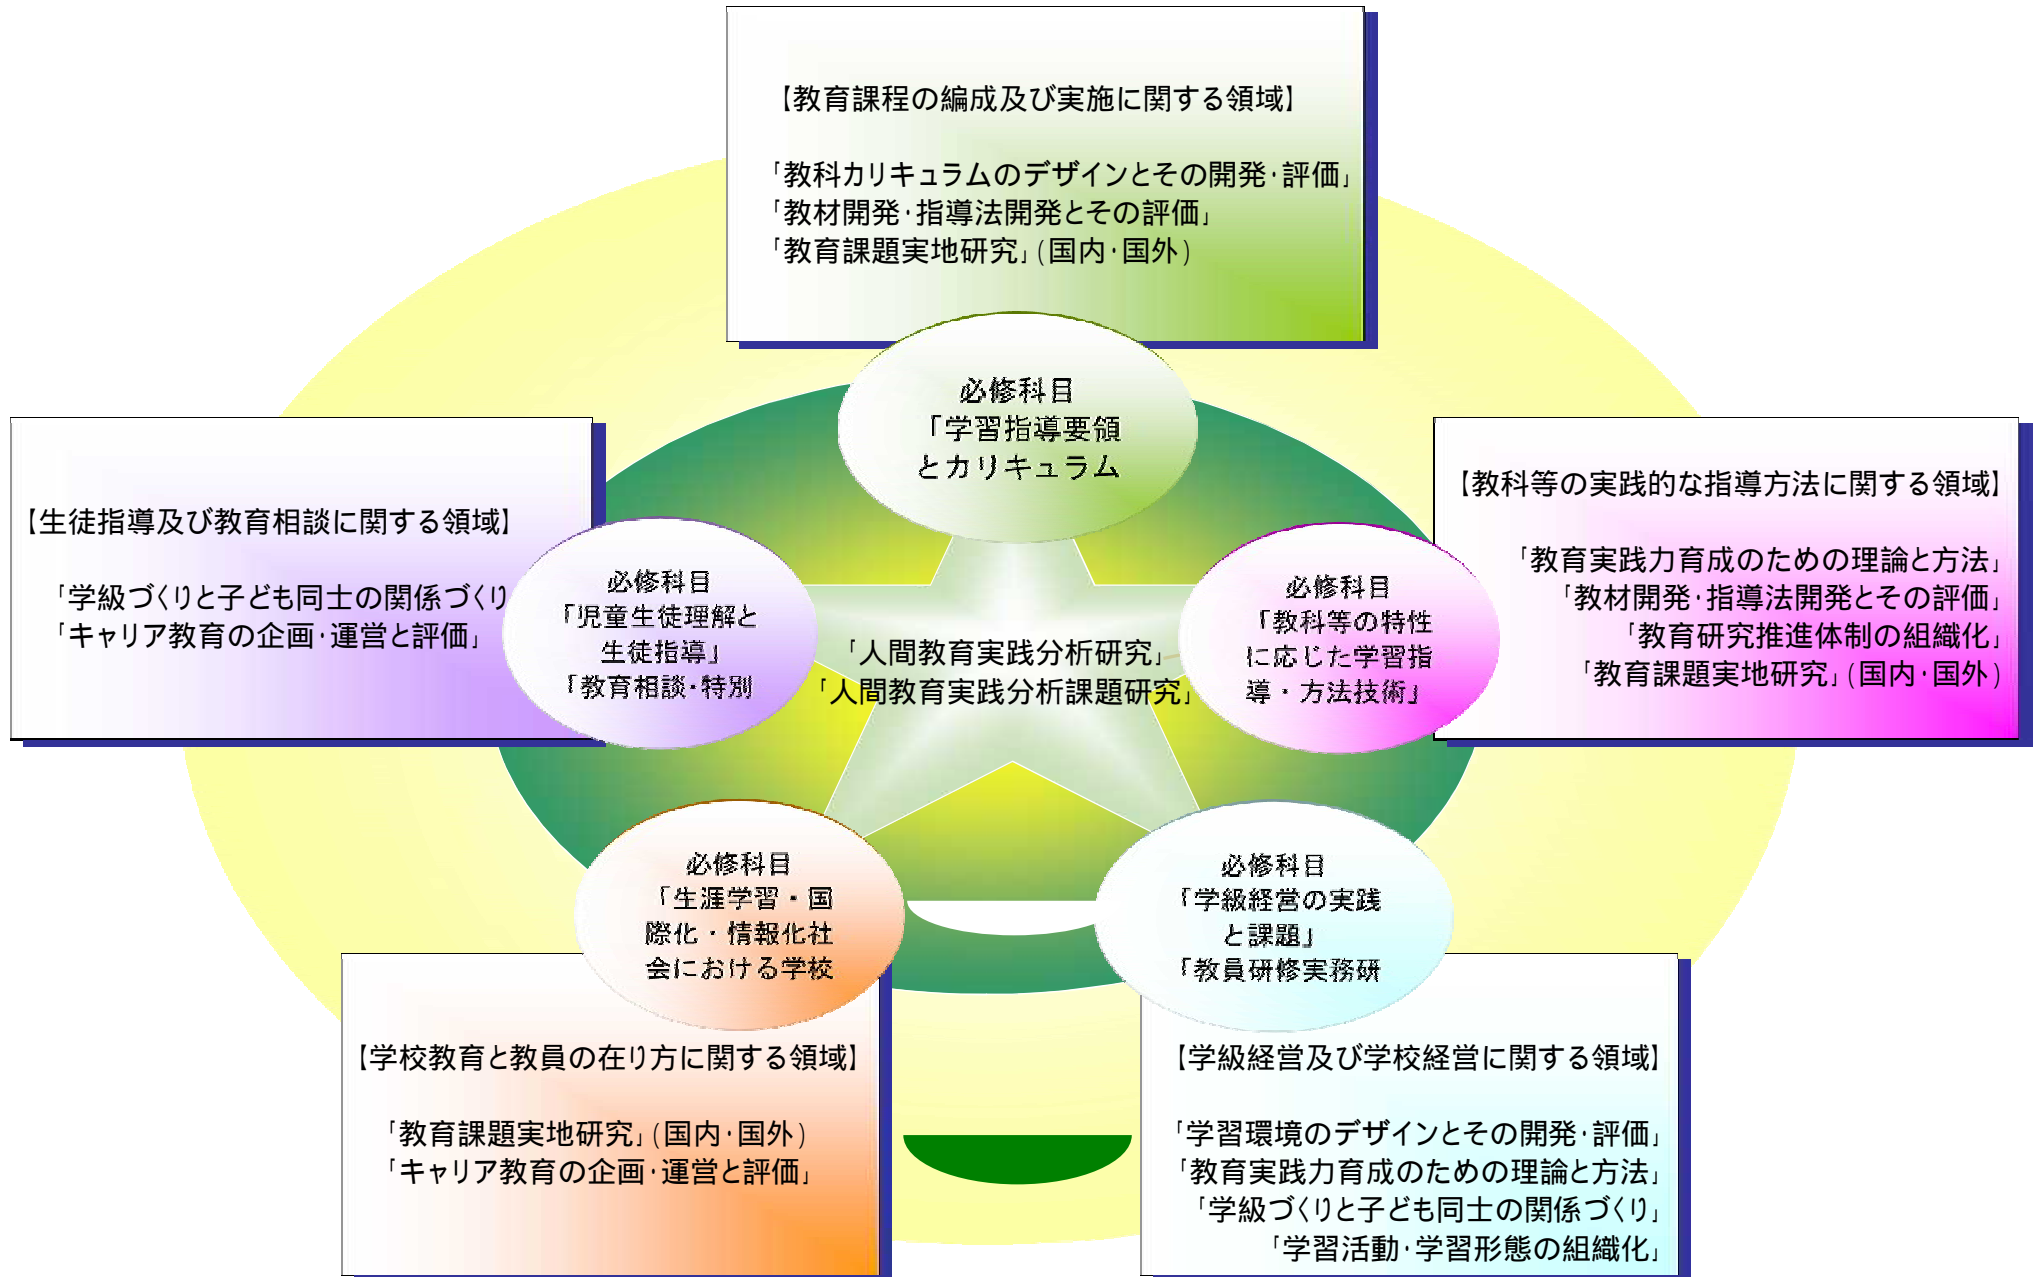 【教育課程の編成及び実施に関する領域】
「教科カリキュラムのデザインとその開発・評価」
「教材開発・指導法開発とその評価」
「教育課題実地研究」(国内・国外)
必修科目
「学習指導要領
とカリキュラム
【生徒指導及び教育相談に関する領域】
「学級づくりと子ども同士の関係づくり
「キャリア教育の企画・運営と評価」
必修科目
「児童生徒理解と
生徒指導」
「教育相談・特別
「人間教育実践分析研究」
「人間教育実践分析課題研究」
必修科目
「教科等の特性
に応じた学習指
導・方法技術」
【教科等の実践的な指導方法に関する領域】
「教育実践力育成のための理論と方法」
「教材開発・指導法開発とその評価」
「教育研究推進体制の組織化」
「教育課題実地研究」(国内・国外)
必修科目
「生涯学習・国
際化・情報化社
会における学校
【学校教育と教員の在り方に関する領域】
「教育課題実地研究」(国内・国外)
「キャリア教育の企画・運営と評価」
必修科目
「学級経営の実践
と課題」
「教員研修実務研
【学級経営及び学校経営に関する領域】
「学習環境のデザインとその開発・評価」
「教育実践力育成のための理論と方法」
「学級づくりと子ども同士の関係づくり」
「学習活動・学習形態の組織化」